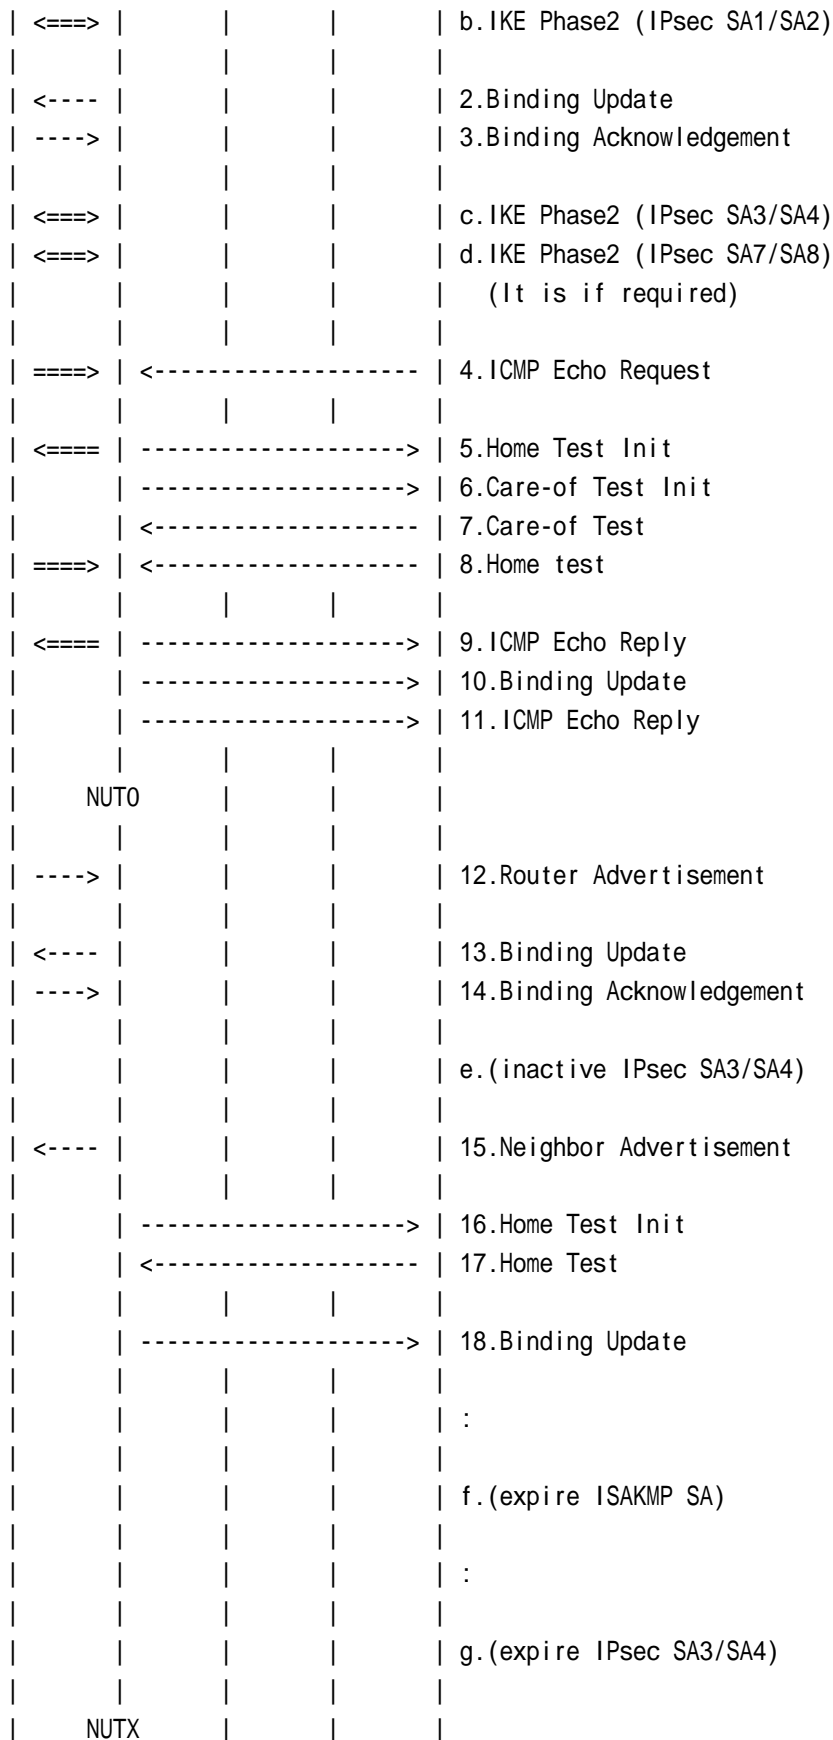 | <===> |       |       |       | b.IKE Phase2 (IPsec SA1/SA2)
|       |       |       |       |
| <---- |       |       |       | 2.Binding Update
| ----> |       |       |       | 3.Binding Acknowledgement
|       |       |       |       |
| <===> |       |       |       | c.IKE Phase2 (IPsec SA3/SA4)
| <===> |       |       |       | d.IKE Phase2 (IPsec SA7/SA8)
|       |       |       |       |   (It is if required)
|       |       |       |       |
| ====> | <-------------------- | 4.ICMP Echo Request
|       |       |       |       |
| <==== | --------------------> | 5.Home Test Init
|       | --------------------> | 6.Care-of Test Init
|       | <-------------------- | 7.Care-of Test
| ====> | <-------------------- | 8.Home test
|       |       |       |       |
| <==== | --------------------> | 9.ICMP Echo Reply
|       | --------------------> | 10.Binding Update
|       | --------------------> | 11.ICMP Echo Reply
|       |       |       |       |
|     NUT0      |       |       |
|       |       |       |       |
| ----> |       |       |       | 12.Router Advertisement
|       |       |       |       |
| <---- |       |       |       | 13.Binding Update
| ----> |       |       |       | 14.Binding Acknowledgement
|       |       |       |       |
|       |       |       |       | e.(inactive IPsec SA3/SA4)
|       |       |       |       |
| <---- |       |       |       | 15.Neighbor Advertisement
|       |       |       |       |
|       | --------------------> | 16.Home Test Init
|       | <-------------------- | 17.Home Test
|       |       |       |       |
|       | --------------------> | 18.Binding Update
|       |       |       |       |
|       |       |       |       | :
|       |       |       |       |
|       |       |       |       | f.(expire ISAKMP SA)
|       |       |       |       |
|       |       |       |       | :
|       |       |       |       |
|       |       |       |       | g.(expire IPsec SA3/SA4)
|       |       |       |       |
|     NUTX      |       |       |